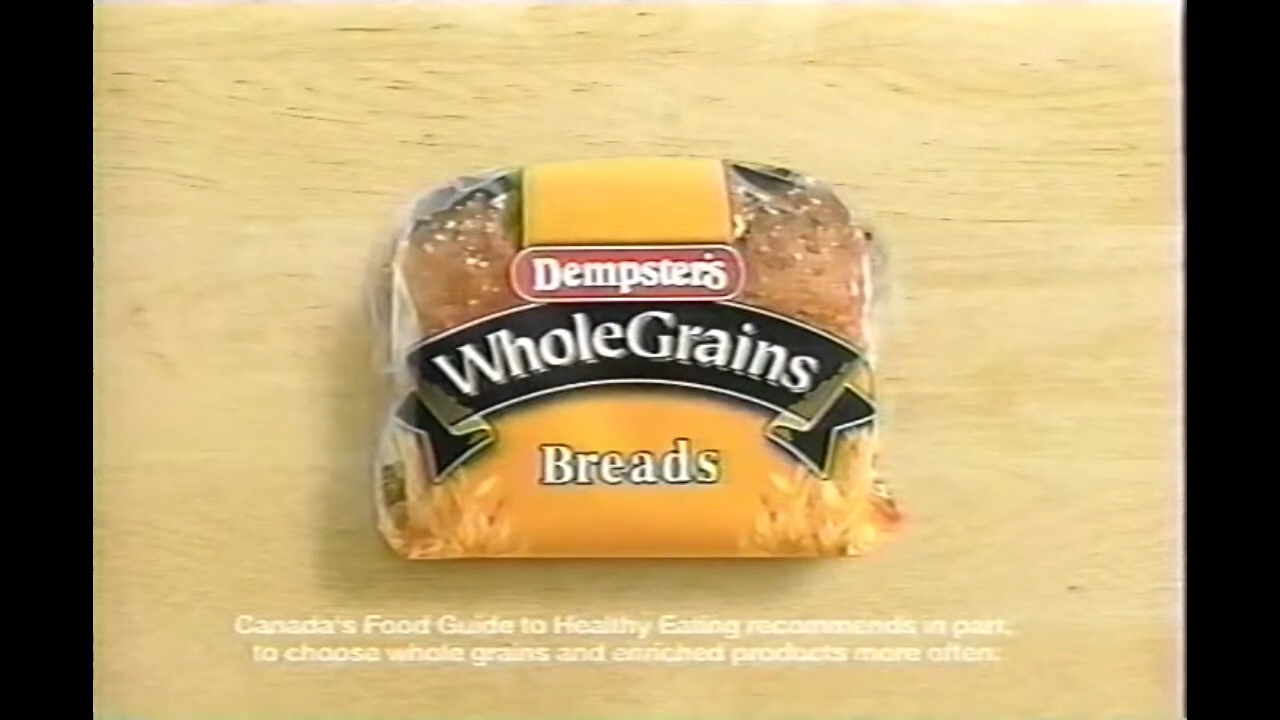 Dempster's
WholeGrains
Breads
Canada's Food Guide to Healthy Eating recommends in part,
to choose whole grains and enriched products more often.